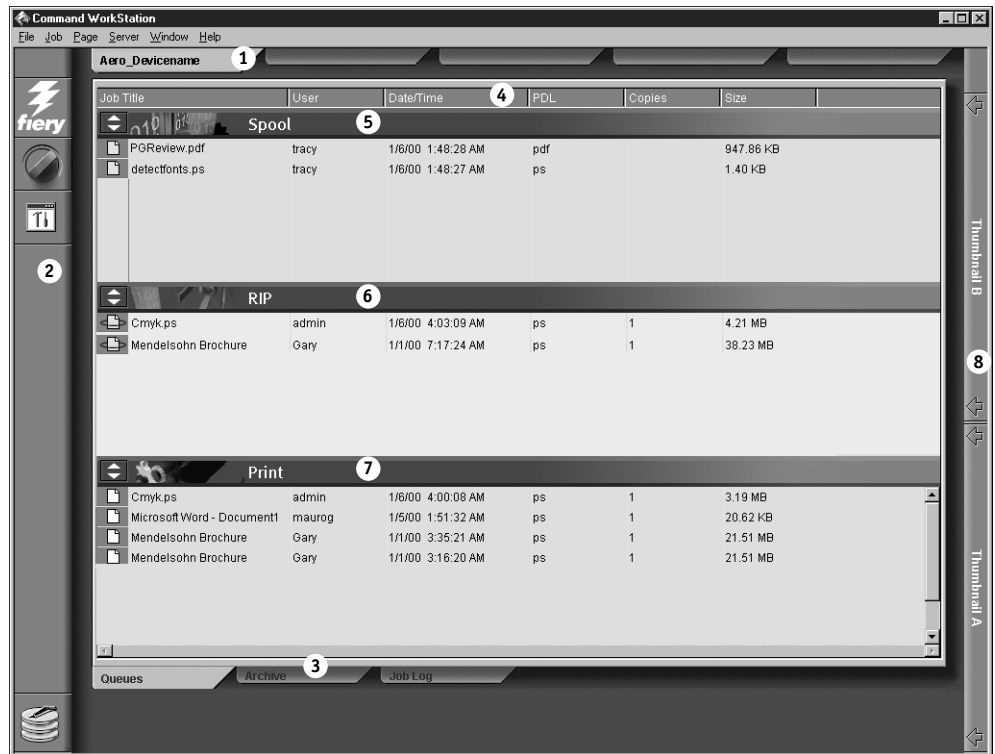 Command WorkStation
File Job Page Server Window Help
Aero_Devicename 1
Job Title User Date/Time 4 PDL Copies Size
fiery
Spool 5
PGReview.pdf tracy 1/6/00 1:48:28 AM pdf 947.86 KB
detectfonts.ps tracy 1/6/00 1:48:27 AM ps 1.40 KB
2
Thumbnail B
RIP 6
Cmyk.ps admin 1/6/00 4:03:09 AM ps 1 4.21 MB
Mendelsohn Brochure Gary 1/1/00 7:17:24 AM ps 1 38.23 MB
8
Print 7
Cmyk.ps admin 1/6/00 4:00:08 AM ps 1 3.19 MB
Microsoft Word - Document1 maurog 1/5/00 1:51:32 AM ps 1 20.62 KB
Mendelsohn Brochure Gary 1/1/00 3:35:21 AM ps 1 21.51 MB
Mendelsohn Brochure Gary 1/1/00 3:16:20 AM ps 1 21.51 MB
Thumbnail A
3
Queues Archive Job Log